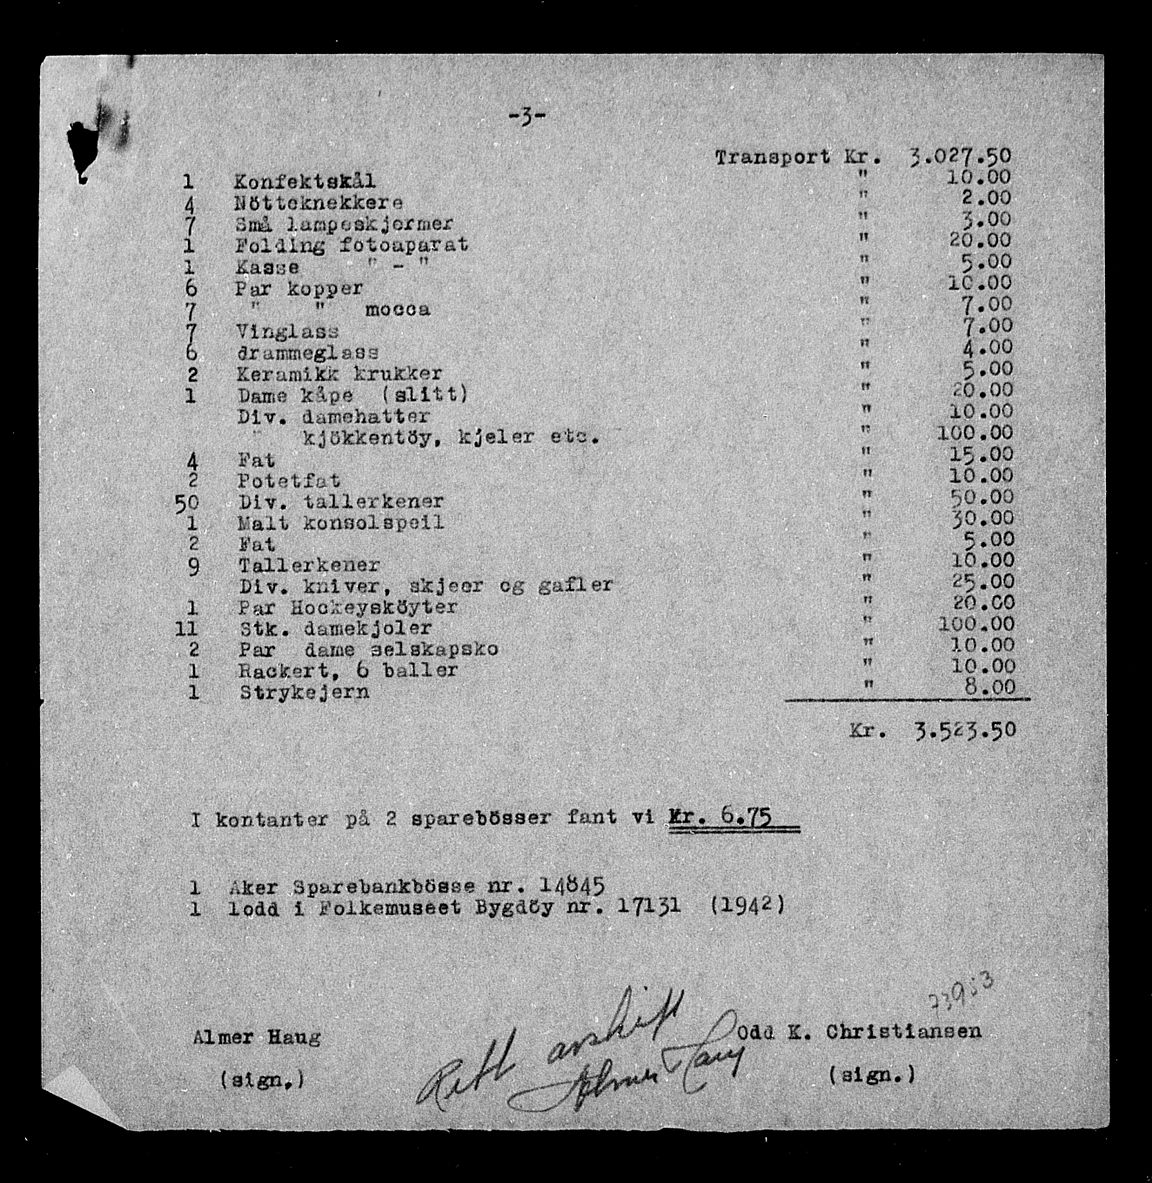 -3-
Transport Kr. 3.027.50
1 Konfektskål " 10.00
4 Nötteknekkere " 2.00
7 Små lampeskjermer " 3.00
1 Folding fotoaparat " 20.00
1 Kasse " - " " 5.00
6 Par kopper " 10.00
7 " " mocca " 7.00
7 Vinglass " 7.00
6 drammeglass " 4.00
2 Keramikk krukker " 5.00
1 Dame kåpe (slitt) " 20.00
Div. damehatter " 10.00
" kjökkentöy, kjeler etc. " 100.00
4 Fat " 15.00
2 Potetfat " 10.00
50 Div. tallerkener " 50.00
1 Malt konsolspeil " 30.00
2 Fat " 5.00
9 Tallerkener " 10.00
Div. kniver, skjeer og gafler " 25.00
1 Par Hockeysköyter " 20.00
11 Stk. damekjoler " 100.00
2 Par dame selskapsko " 10.00
1 Rackert, 6 baller " 10.00
1 Strykejern " 8.00
Kr. 3.523.50
I kontanter på 2 sparebösser fant vi Kr. 6.75
1 Aker Sparebankbösse nr. 14845
1 lodd i Folkemuseet Bygdöy nr. 17131 (1942)
23953
Almer Haug Odd K. Christiansen
(sign.) (sign.)
Rett avskrift
Almer Haug